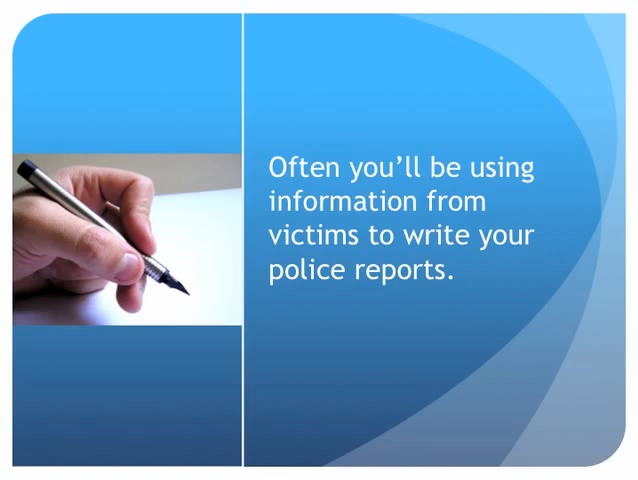 Often you’ll be using
information from
victims to write your
police reports.